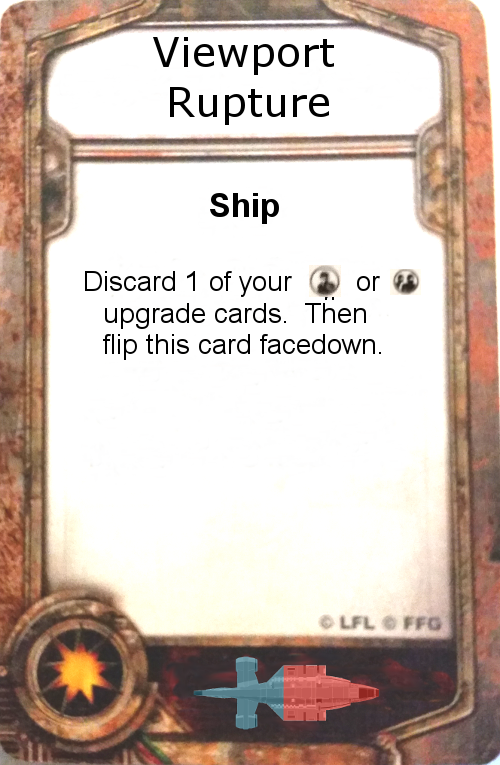 Viewport
Rupture
Ship
Discard 1 of your or
upgrade cards. Then
flip this card facedown.
© LFL © FFG